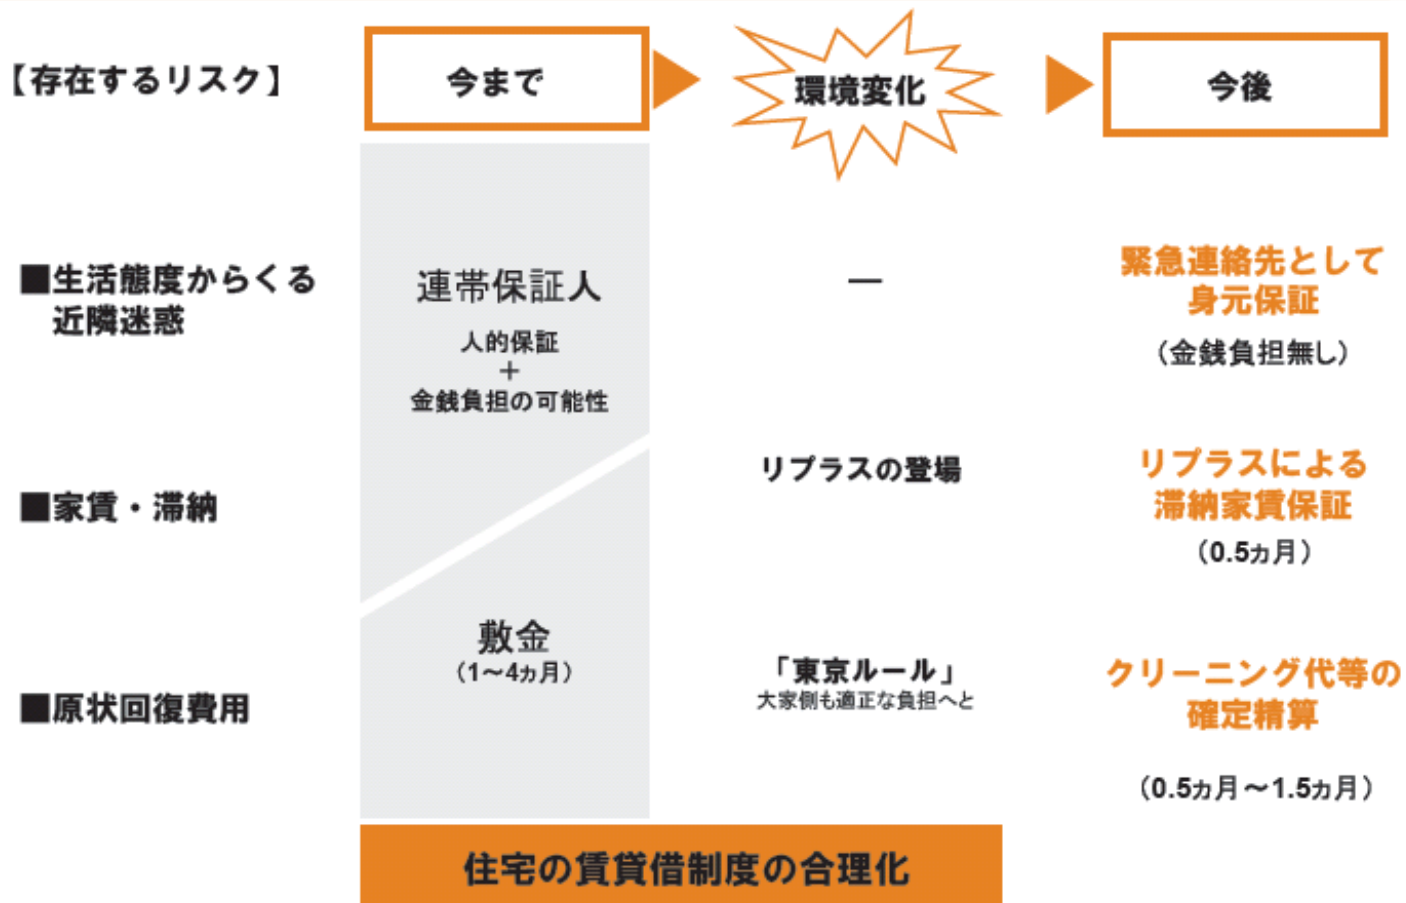 【存在するリスク】
今まで
環境変化
今後
■生活態度からくる
近隣迷惑
連帯保証人
人的保証
＋
金銭負担の可能性
―
緊急連絡先として
身元保証
（金銭負担無し）
■家賃・滞納
リプラスの登場
リプラスによる
滞納家賃保証
（0.5ヵ月）
■原状回復費用
敷金
（1～4ヵ月）
「東京ルール」
大家側も適正な負担へと
クリーニング代等の
確定精算
（0.5ヵ月～1.5ヵ月）
住宅の賃貸借制度の合理化